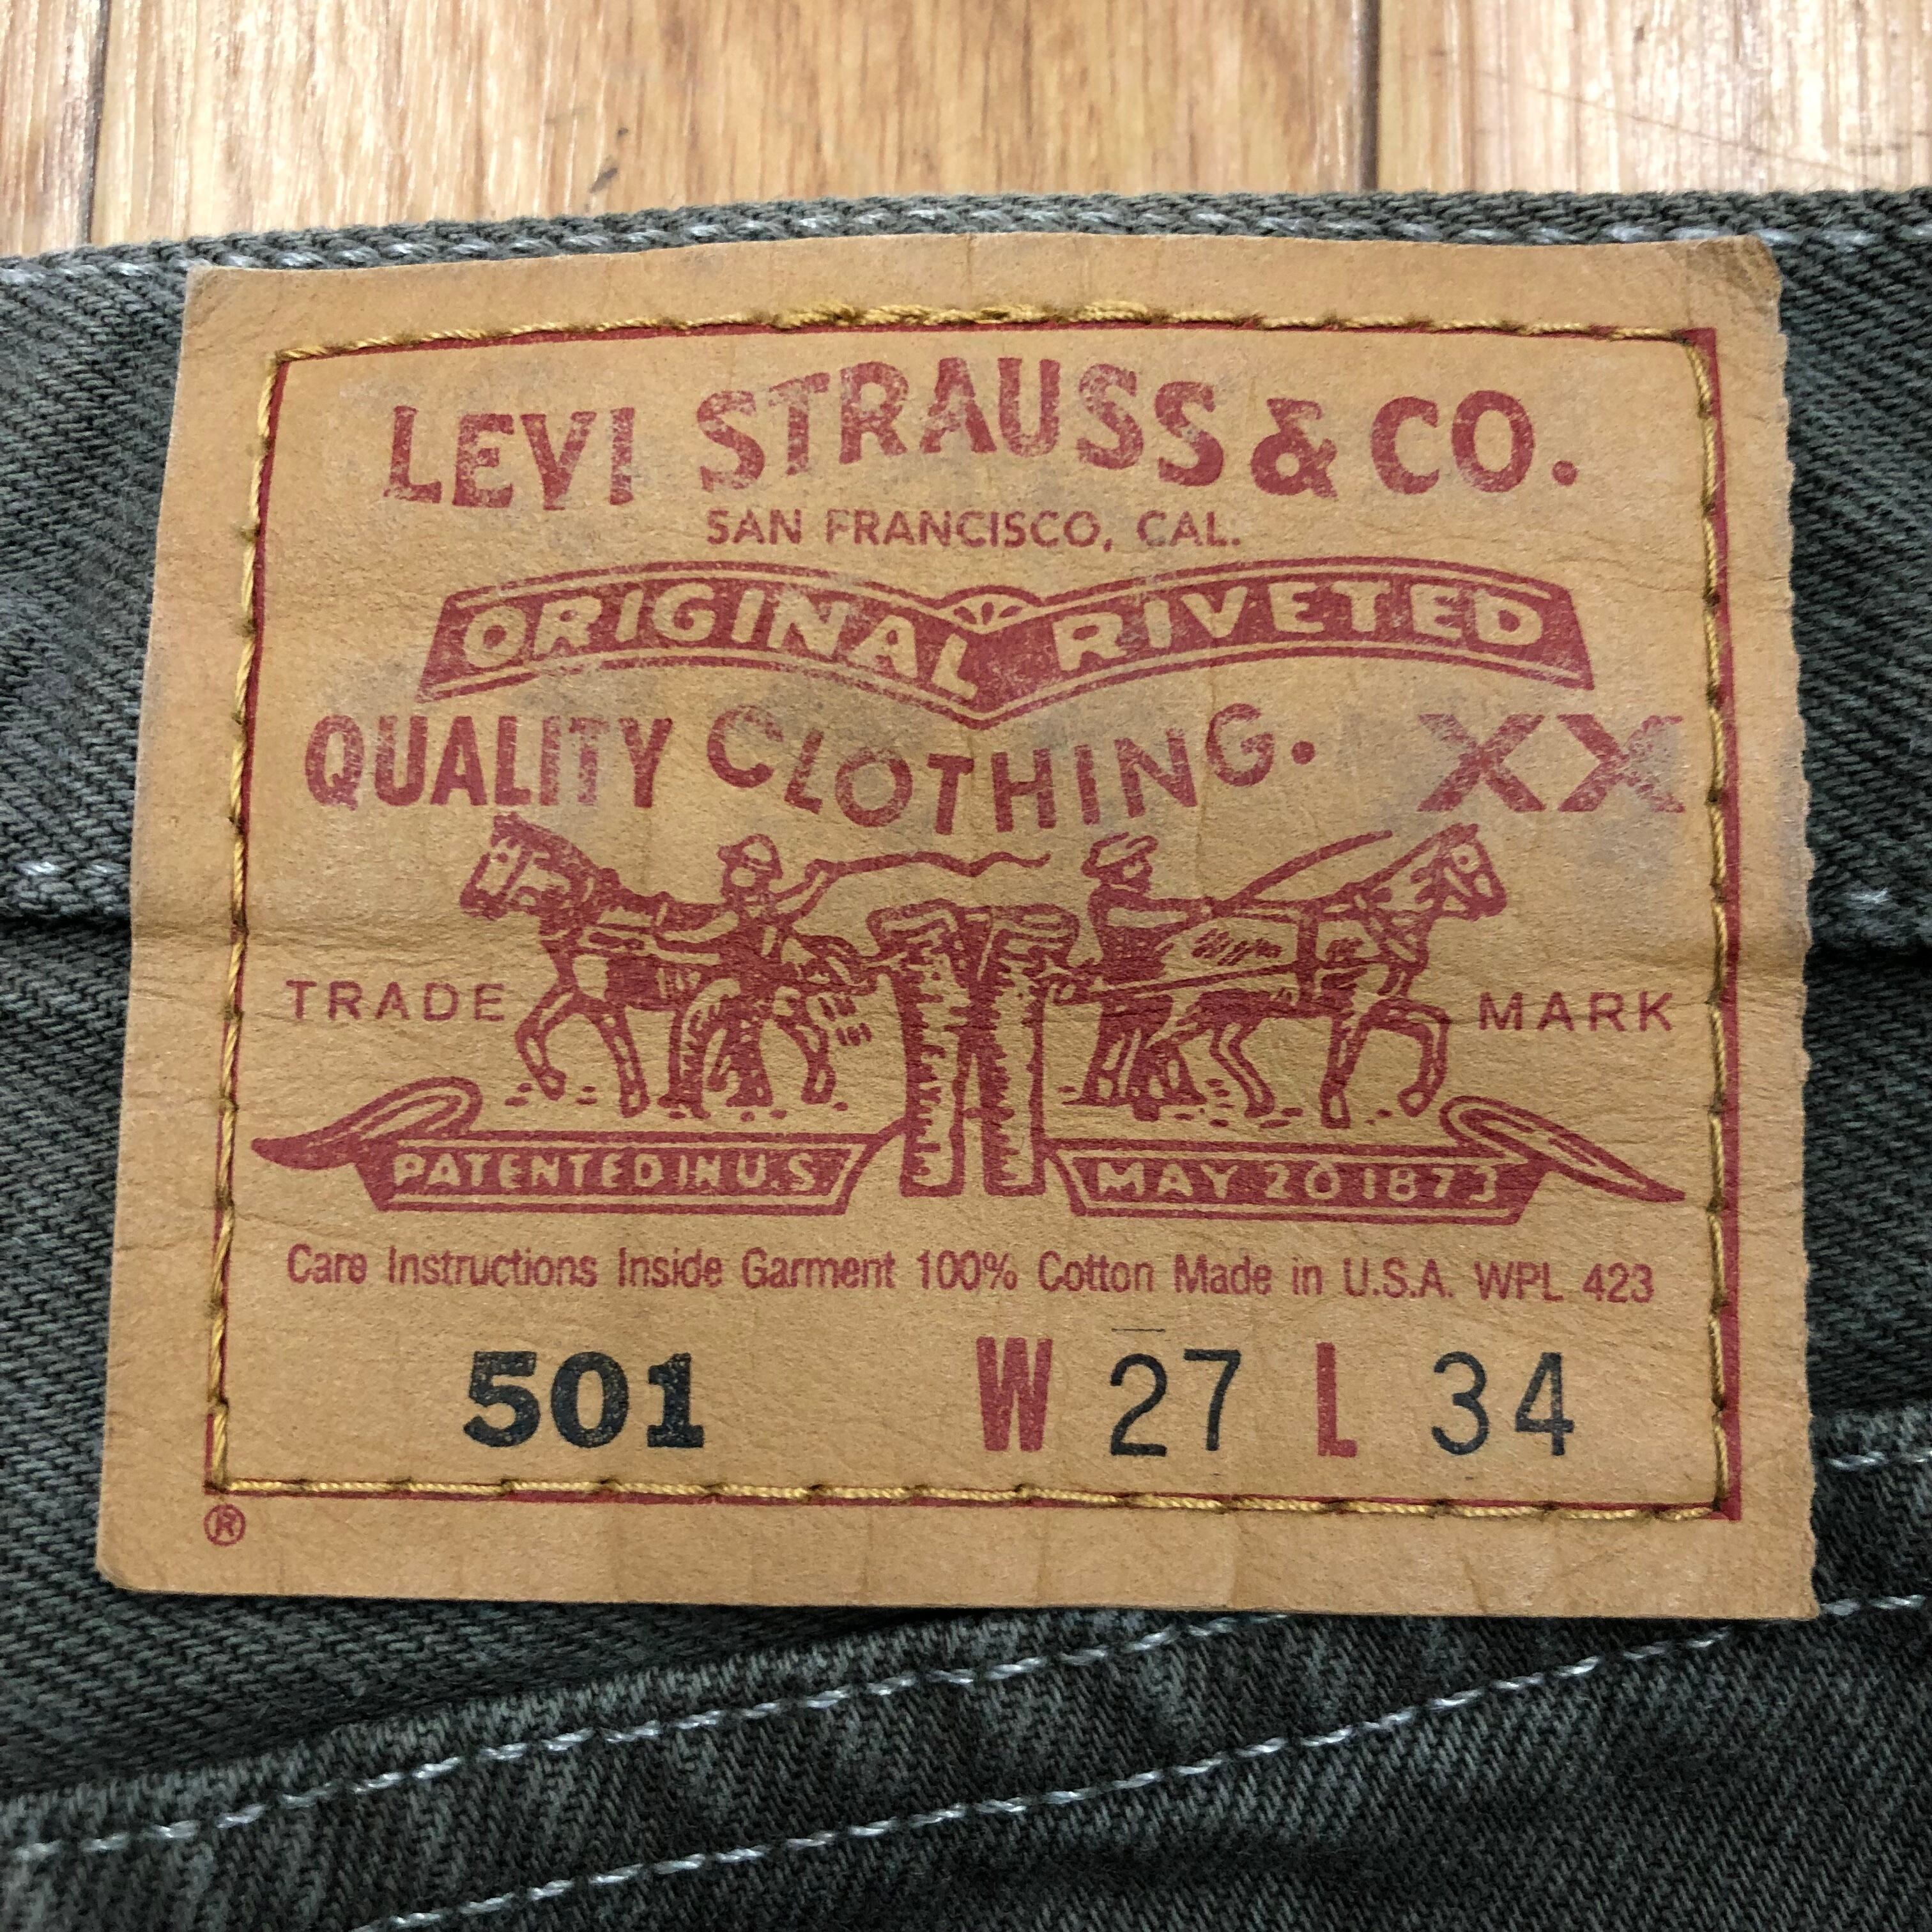 LEVI STRAUSS & CO.
SAN FRANCISCO, CAL.
ORIGINAL RIVETED
QUALITY CLOTHING. XX
TRADE MARK
PATENTED IN U.S. MAY 20 1873
Care Instructions Inside Garment 100% Cotton Made in U.S.A. WPL 423
501 W 27 L 34
®